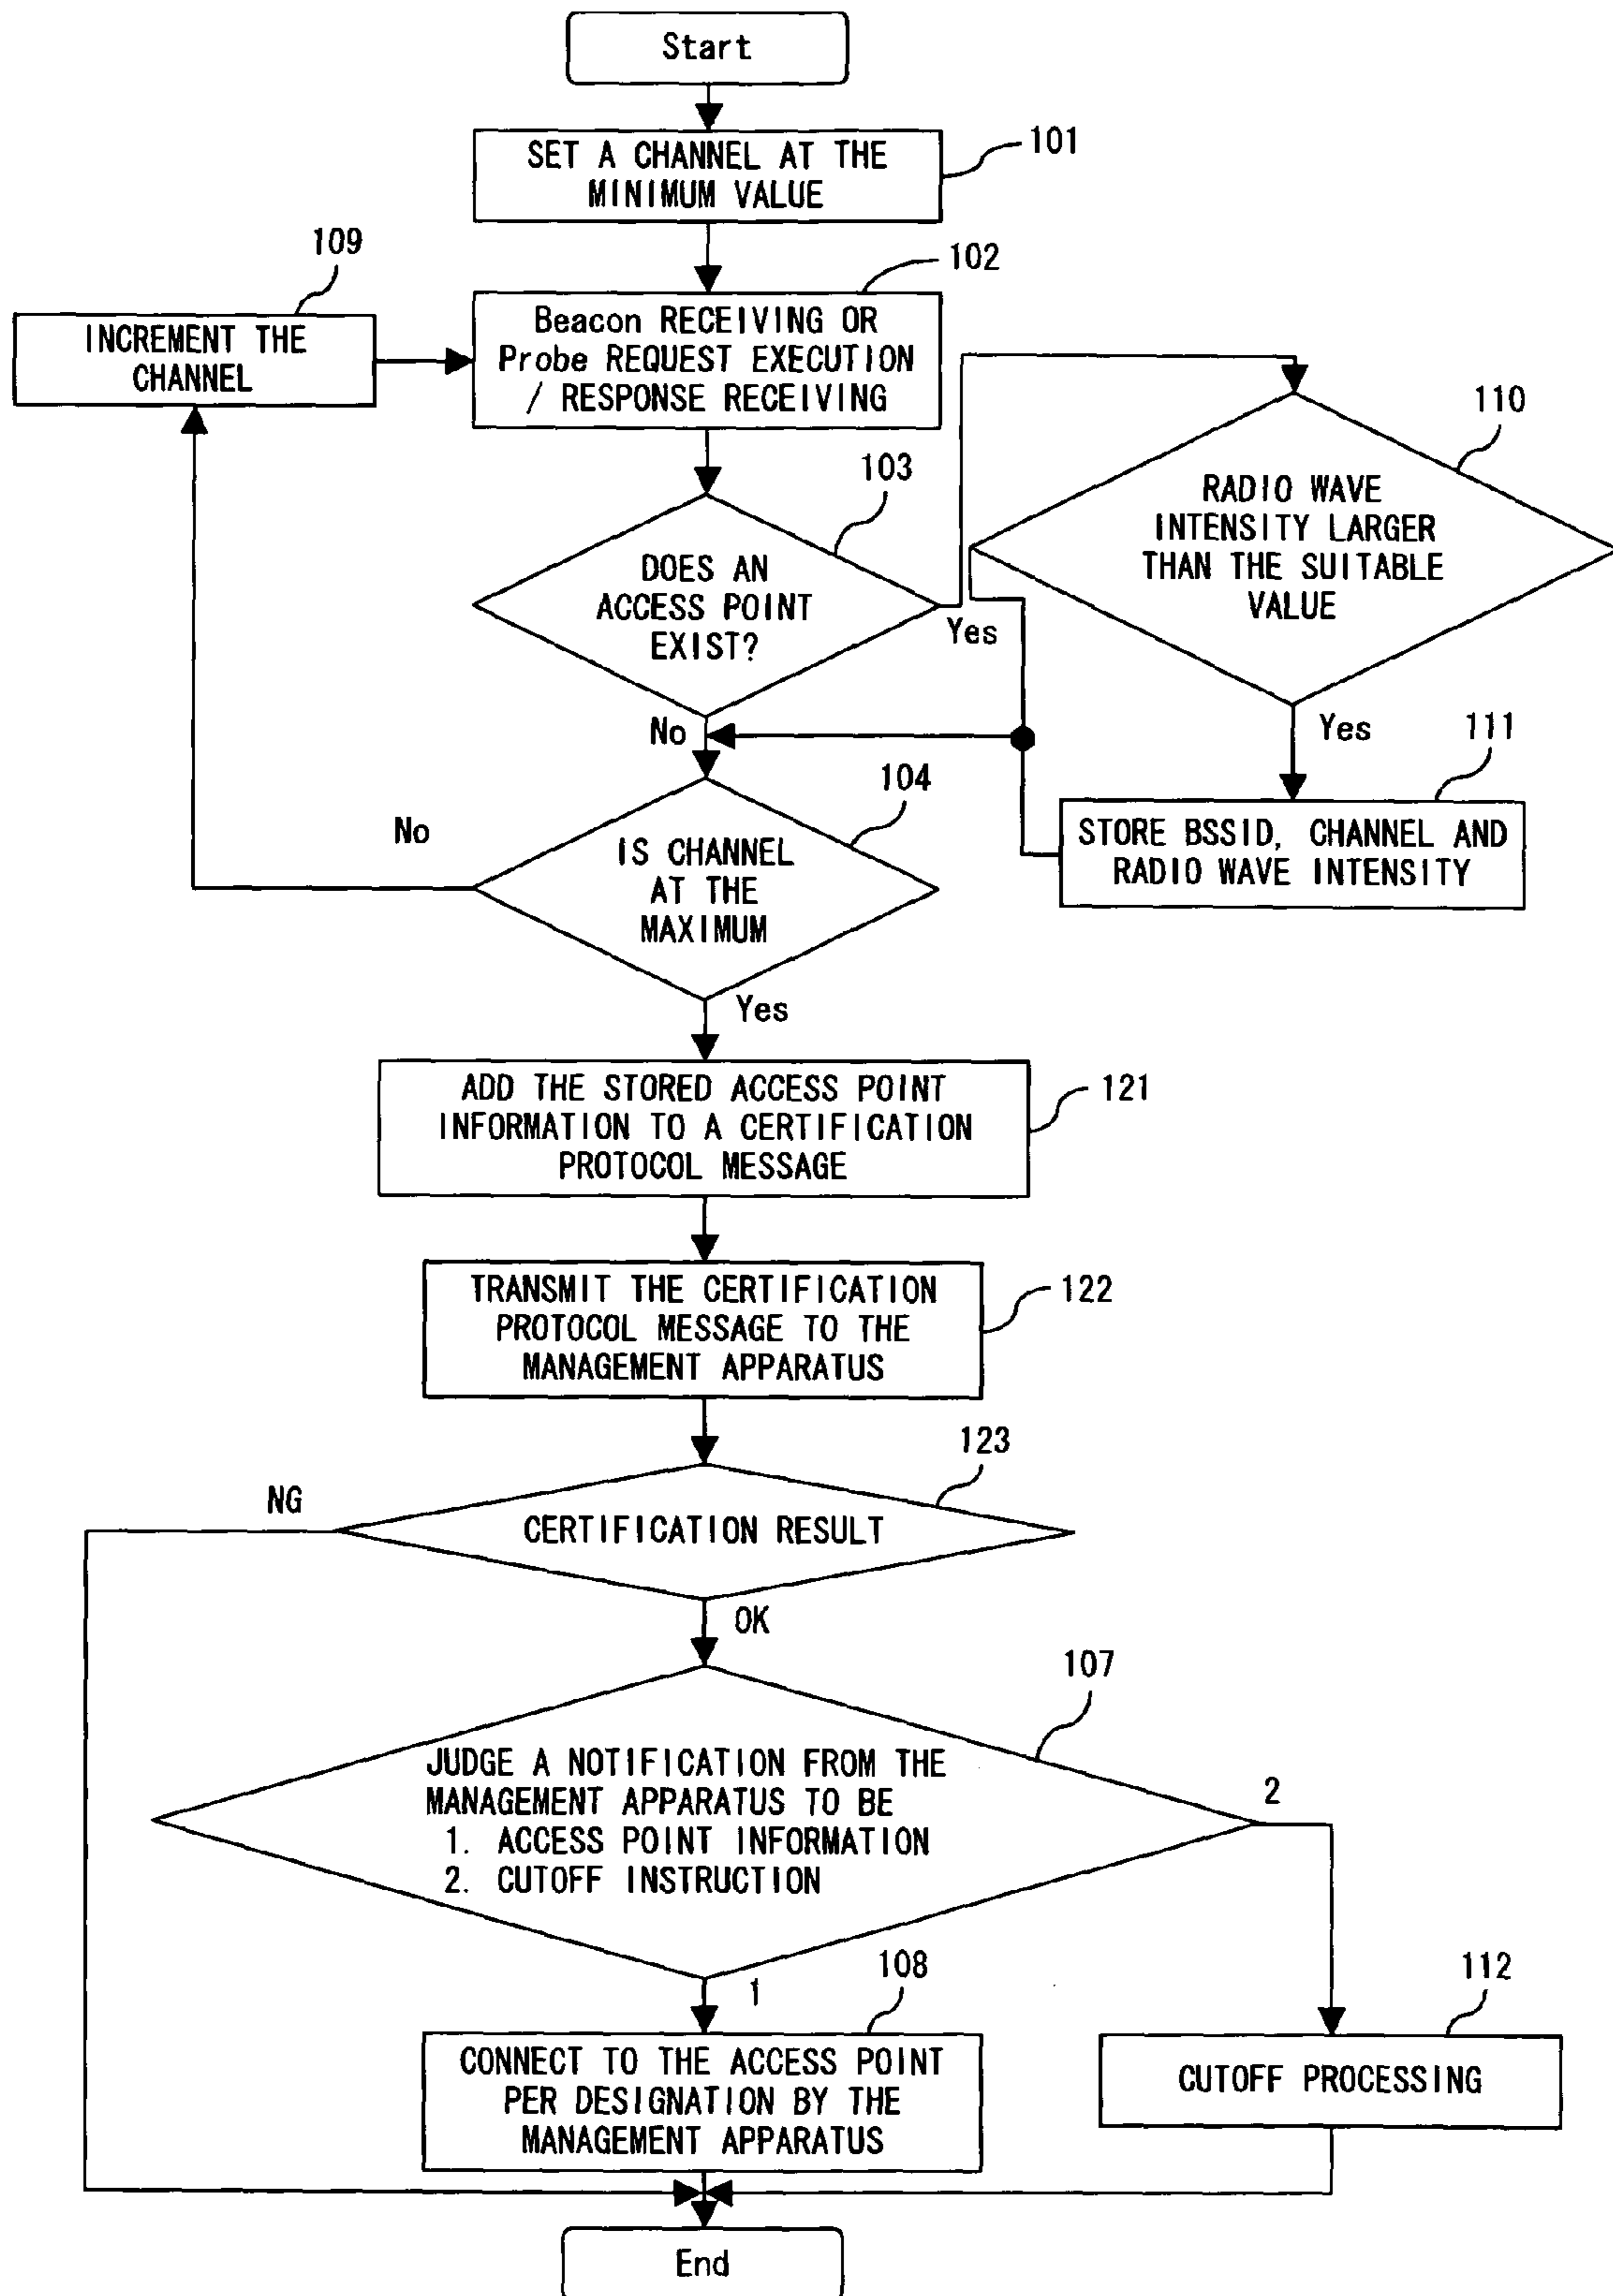 Start
SET A CHANNEL AT THE
MINIMUM VALUE
101
109
INCREMENT THE
CHANNEL
102
Beacon RECEIVING OR
Probe REQUEST EXECUTION
/ RESPONSE RECEIVING
103
DOES AN
ACCESS POINT
EXIST?
Yes
No
110
RADIO WAVE
INTENSITY LARGER
THAN THE SUITABLE
VALUE
Yes
111
STORE BSSID, CHANNEL AND
RADIO WAVE INTENSITY
104
IS CHANNEL
AT THE
MAXIMUM
No
Yes
ADD THE STORED ACCESS POINT
INFORMATION TO A CERTIFICATION
PROTOCOL MESSAGE
121
TRANSMIT THE CERTIFICATION
PROTOCOL MESSAGE TO THE
MANAGEMENT APPARATUS
122
123
NG
CERTIFICATION RESULT
OK
107
JUDGE A NOTIFICATION FROM THE
MANAGEMENT APPARATUS TO BE
1. ACCESS POINT INFORMATION
2. CUTOFF INSTRUCTION
2
1
108
CONNECT TO THE ACCESS POINT
PER DESIGNATION BY THE
MANAGEMENT APPARATUS
112
CUTOFF PROCESSING
End